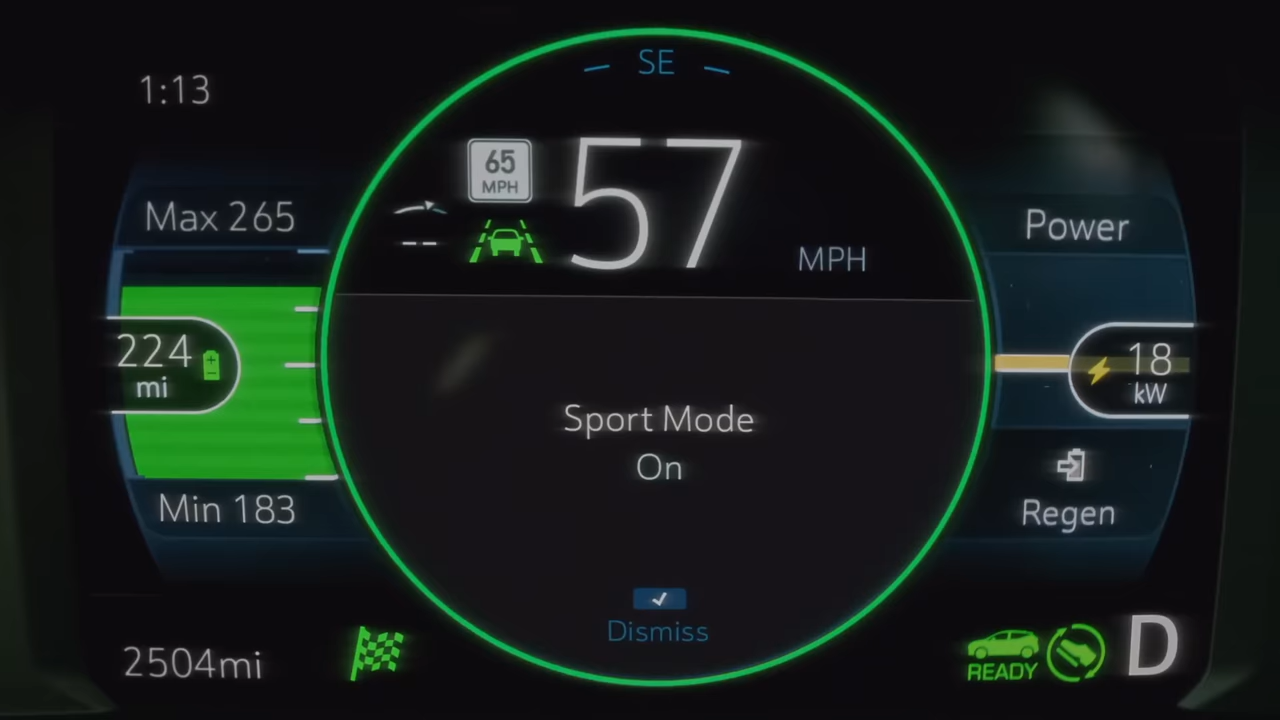 SE
1:13
65
MPH
57
MPH
Max 265
Power
224
mi
18
kW
Sport Mode
On
Min 183
Regen
Dismiss
2504mi
READY
D